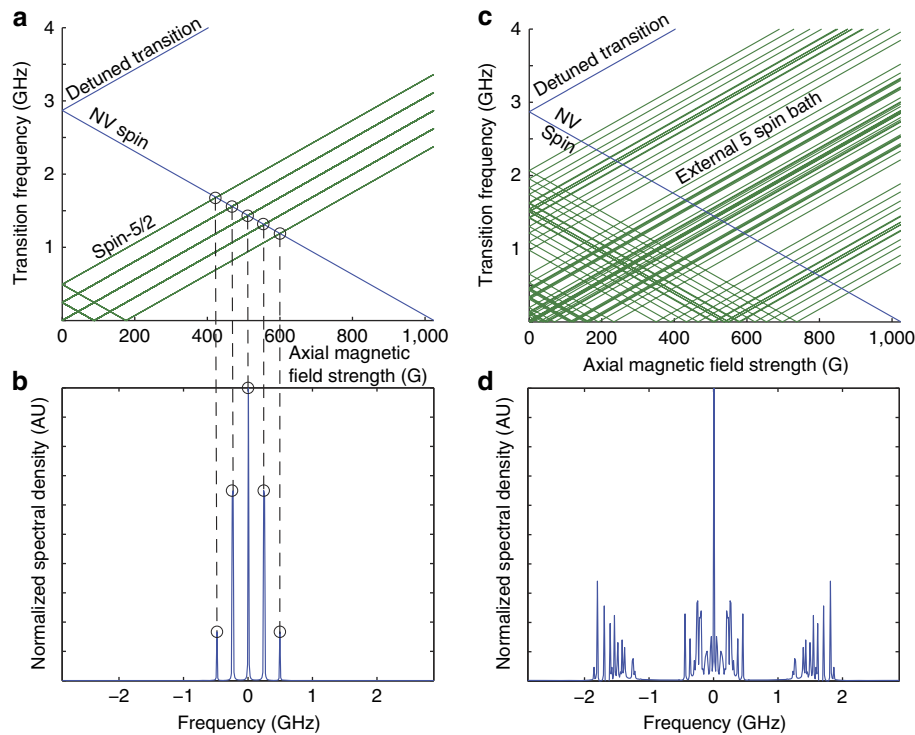 a
4
3
2
1
Transition frequency (GHz)
Detuned transition
NV spin
Spin-5/2
0
200
400
600
800
1,000
Axial magnetic
field strength (G)
b
Normalized spectral density (AU)
−2
−1
0
1
2
Frequency (GHz)
c
4
3
2
1
Transition frequency (GHz)
Detuned transition
NV
Spin
External 5 spin bath
0
200
400
600
800
1,000
Axial magnetic field strength (G)
d
Normalized spectral density (AU)
−2
−1
0
1
2
Frequency (GHz)